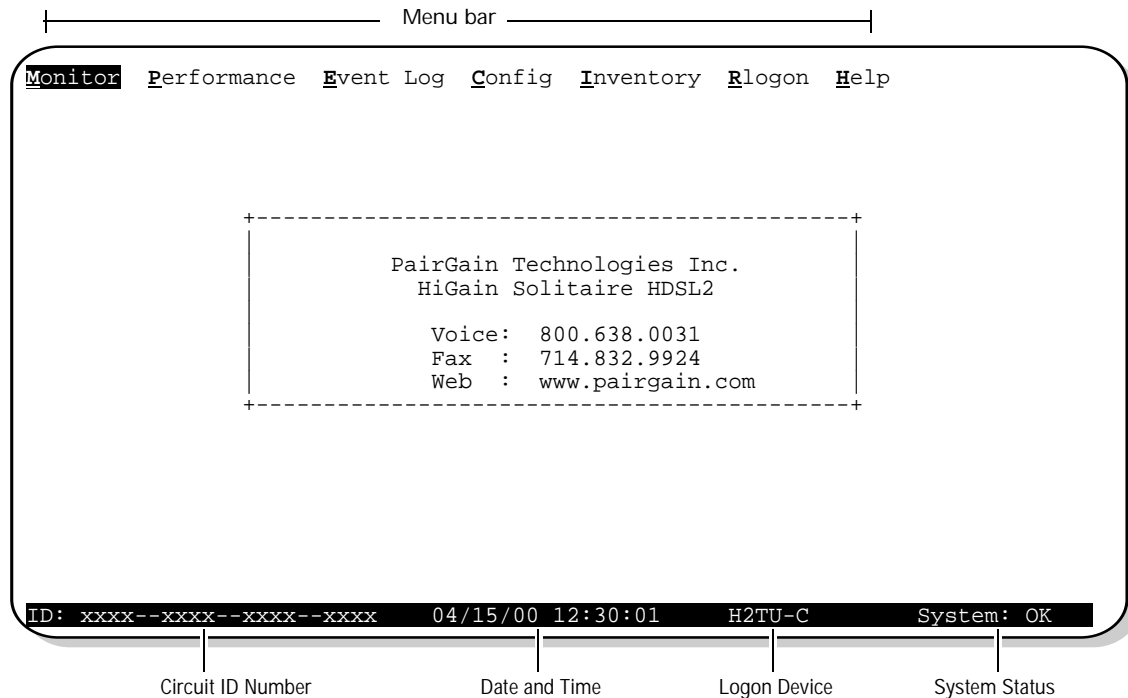 Menu bar
Monitor Performance Event Log Config Inventory Rlogon Help
PairGain Technologies Inc.
HiGain Solitaire HDSL2
Voice: 800.638.0031
Fax : 714.832.9924
Web : www.pairgain.com
ID: xxxx--xxxx--xxxx--xxxx 04/15/00 12:30:01 H2TU-C System: OK
Circuit ID Number Date and Time Logon Device System Status